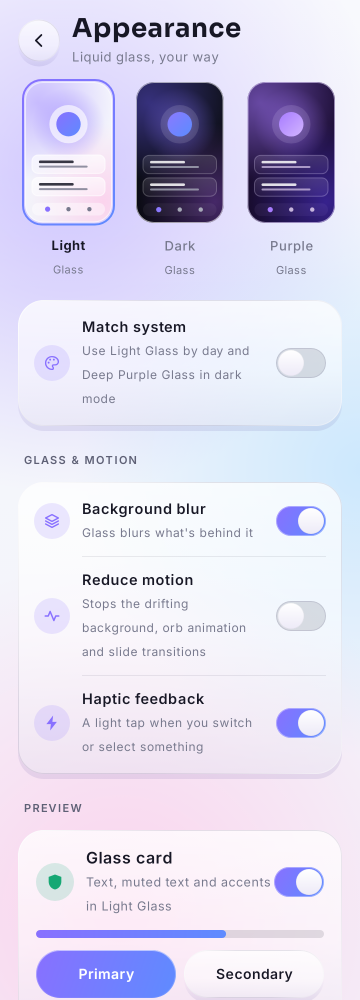 Appearance
Liquid glass, your way
Light
Glass
Dark
Glass
Purple
Glass
Match system
Use Light Glass by day and
Deep Purple Glass in dark
mode
GLASS & MOTION
Background blur
Glass blurs what's behind it
Reduce motion
Stops the drifting
background, orb animation
and slide transitions
Haptic feedback
A light tap when you switch
or select something
PREVIEW
Glass card
Text, muted text and accents
in Light Glass
Primary
Secondary